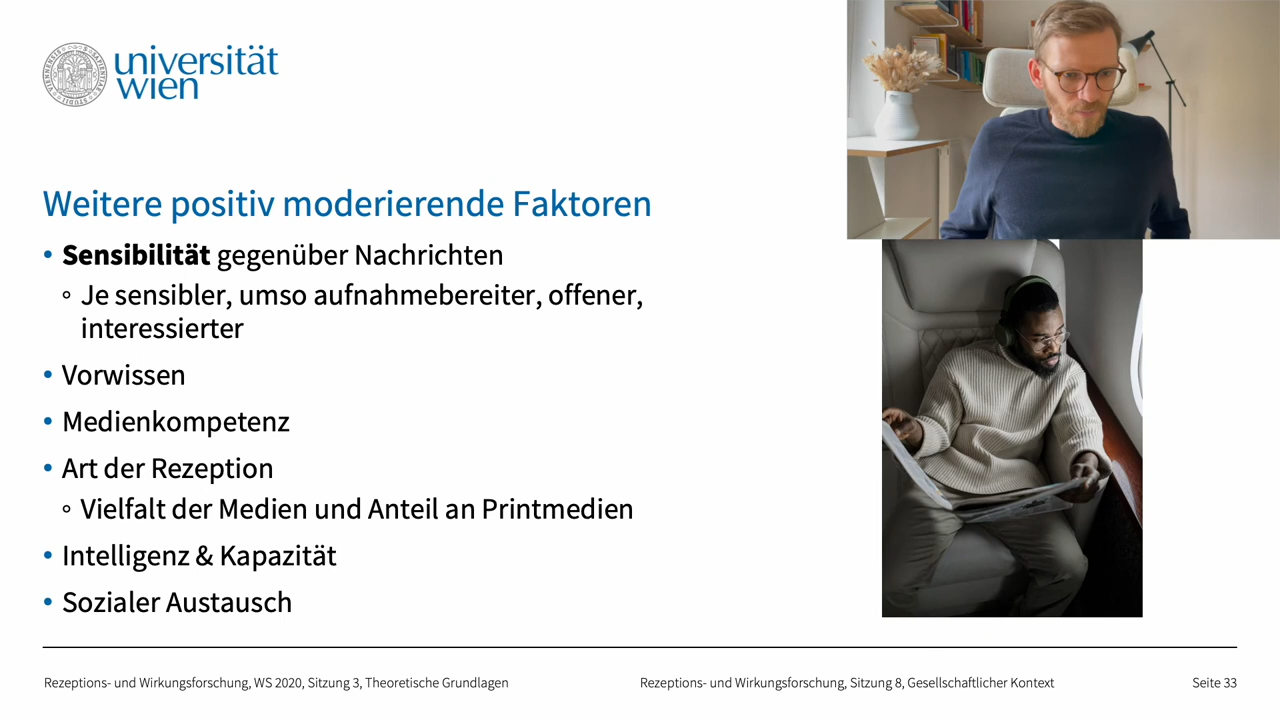 universität
wien
Weitere positiv moderierende Faktoren
• Sensibilität gegenüber Nachrichten
◦ Je sensibler, umso aufnahmebereiter, offener,
interessierter
• Vorwissen
• Medienkompetenz
• Art der Rezeption
◦ Vielfalt der Medien und Anteil an Printmedien
• Intelligenz & Kapazität
• Sozialer Austausch
Rezeptions- und Wirkungsforschung, WS 2020, Sitzung 3, Theoretische Grundlagen
Rezeptions- und Wirkungsforschung, Sitzung 8, Gesellschaftlicher Kontext
Seite 33